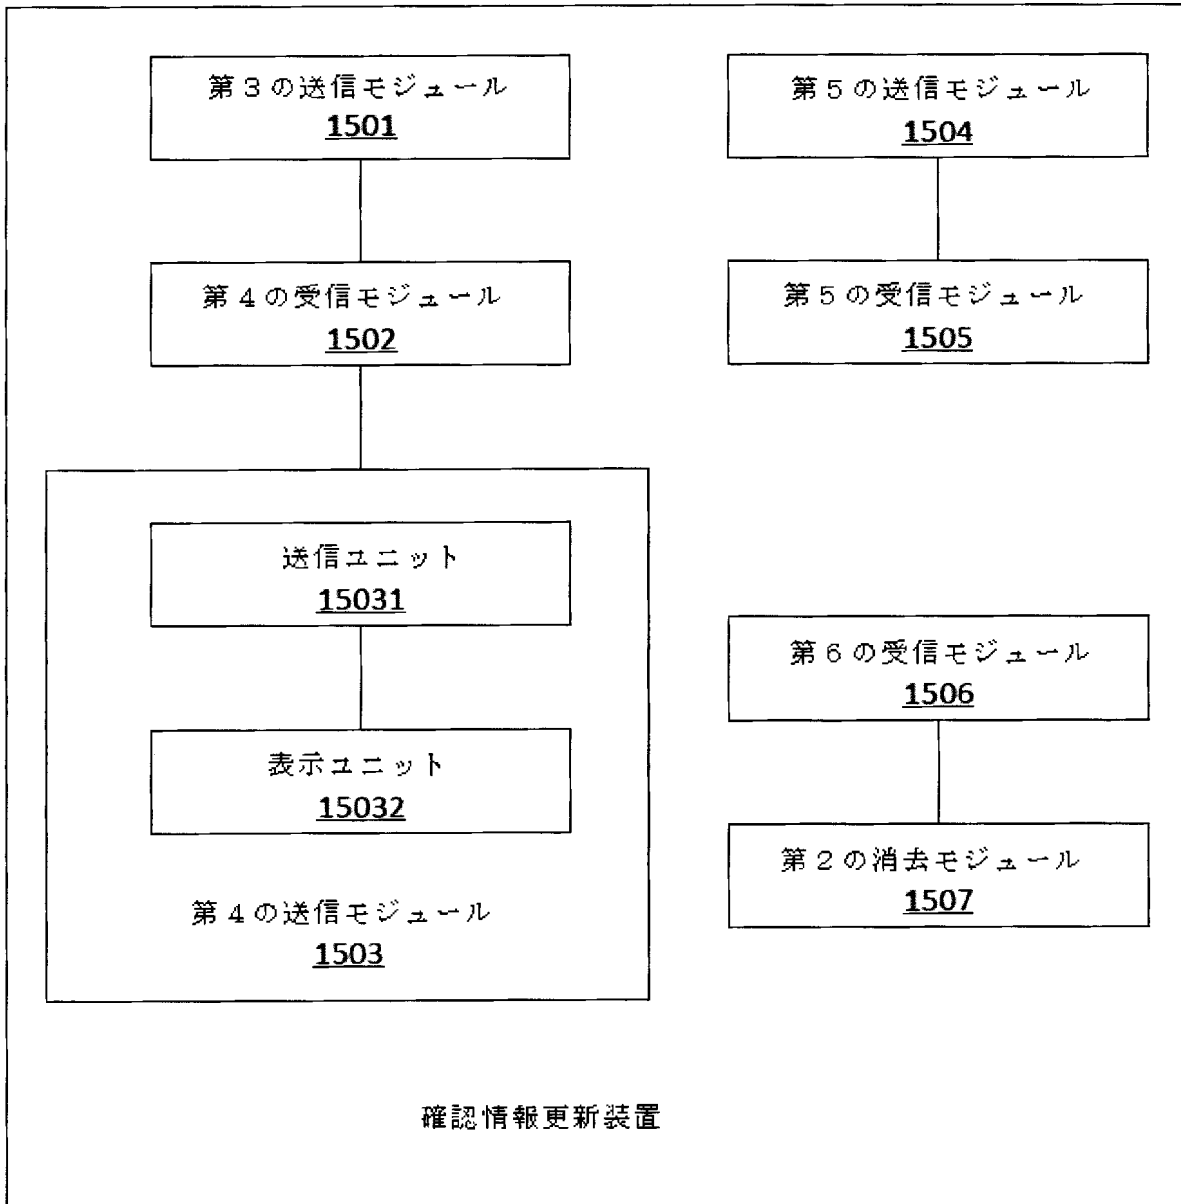 第３の送信モジュール
1501
第４の受信モジュール
1502
送信ユニット
15031
表示ユニット
15032
第４の送信モジュール
1503
第５の送信モジュール
1504
第５の受信モジュール
1505
第６の受信モジュール
1506
第２の消去モジュール
1507
確認情報更新装置